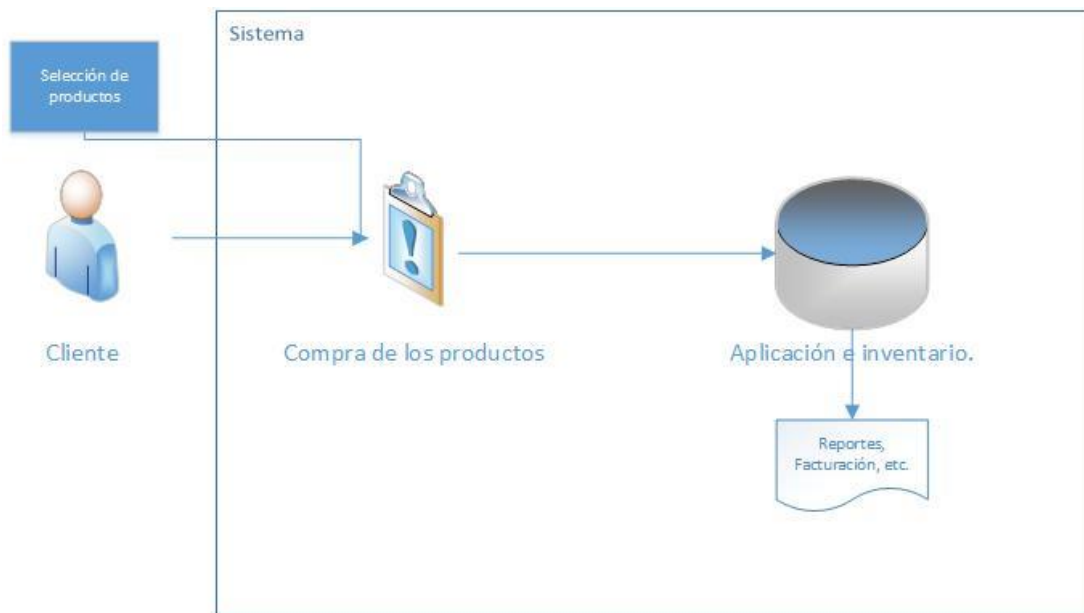 Sistema
Selección de
productos
Cliente
Compra de los productos
Aplicación e inventario.
Reportes,
Facturación, etc.